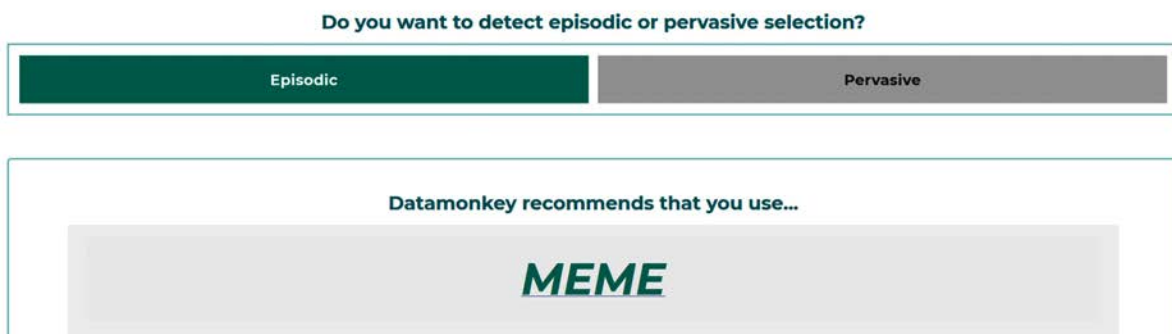 Do you want to detect episodic or pervasive selection?
Episodic
Pervasive
Datamonkey recommends that you use...
MEME